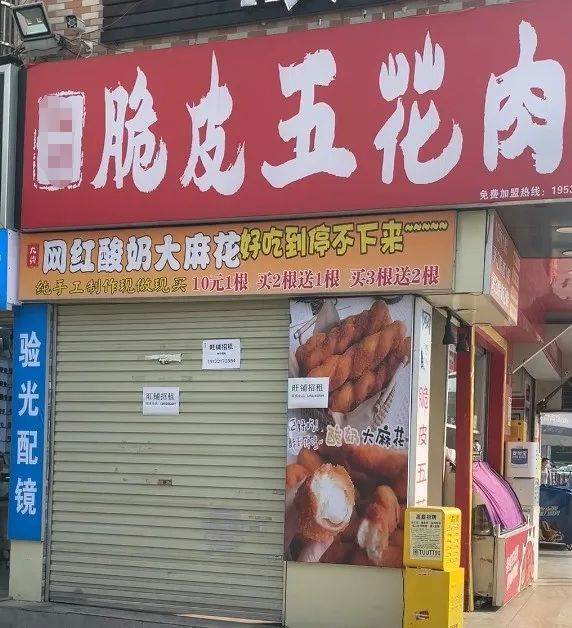 脆皮五花肉
免费加盟热线：1953
网红酸奶大麻花好吃到停不下来~~~~~
纯手工制作现做现买 10元1根 买2根送1根 买3根送2根
验光配镜
旺铺招租
旺铺招租
旺铺招租
酸奶大麻花
脆皮五花